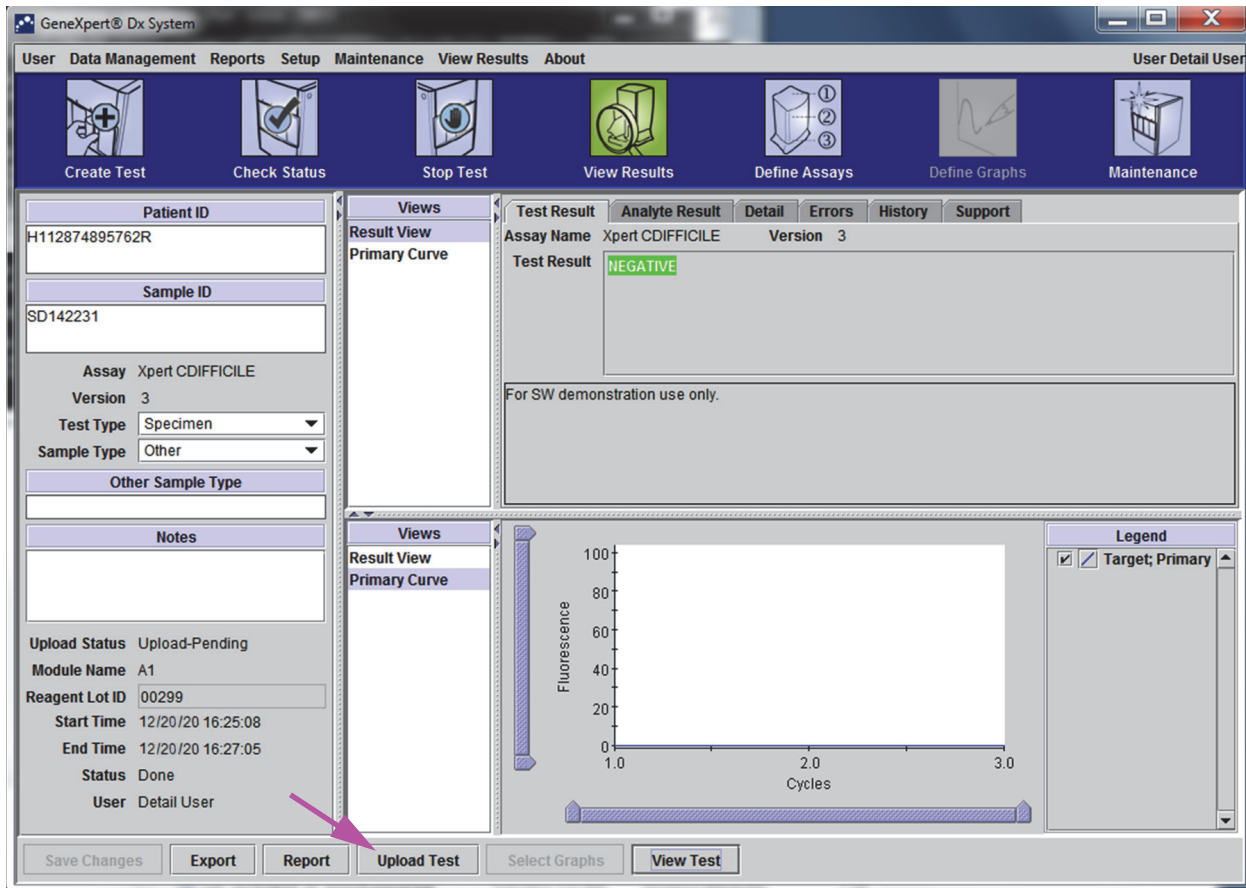 GeneXpert® Dx System
User Data Management Reports Setup Maintenance View Results About User Detail User
Create Test Check Status Stop Test View Results Define Assays Define Graphs Maintenance
Patient ID
H112874895762R
Sample ID
SD142231
Assay Xpert CDIFFICILE
Version 3
Test Type Specimen
Sample Type Other
Other Sample Type
Notes
Upload Status Upload-Pending
Module Name A1
Reagent Lot ID 00299
Start Time 12/20/20 16:25:08
End Time 12/20/20 16:27:05
Status Done
User Detail User
Views
Result View
Primary Curve
Test Result Analyte Result Detail Errors History Support
Assay Name Xpert CDIFFICILE Version 3
Test Result NEGATIVE
For SW demonstration use only.
Views
Result View
Primary Curve
100
80
60
40
20
0
Fluorescence
1.0 2.0 3.0
Cycles
Legend
Target; Primary
Save Changes Export Report Upload Test Select Graphs View Test